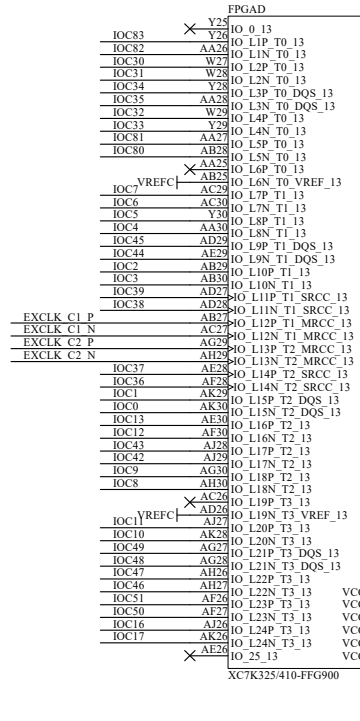 FPGAD
Y25 IO_0_13
IOC83 Y26 IO_L1P_T0_13
IOC82 AA26 IO_L1N_T0_13
IOC30 W27 IO_L2P_T0_13
IOC31 W28 IO_L2N_T0_13
IOC34 Y28 IO_L3P_T0_DQS_13
IOC35 AA28 IO_L3N_T0_DQS_13
IOC32 W29 IO_L4P_T0_13
IOC33 Y29 IO_L4N_T0_13
IOC81 AA27 IO_L5P_T0_13
IOC80 AB28 IO_L5N_T0_13
AA25 IO_L6P_T0_13
VREFC AB25 IO_L6N_T0_VREF_13
IOC7 AC29 IO_L7P_T1_13
IOC6 AC30 IO_L7N_T1_13
IOC5 Y30 IO_L8P_T1_13
IOC4 AA30 IO_L8N_T1_13
IOC45 AD29 IO_L9P_T1_DQS_13
IOC44 AE29 IO_L9N_T1_DQS_13
IOC2 AB29 IO_L10P_T1_13
IOC3 AB30 IO_L10N_T1_13
IOC39 AD27 IO_L11P_T1_SRCC_13
IOC38 AD28 IO_L11N_T1_SRCC_13
EXCLK_C1_P AB27 IO_L12P_T1_MRCC_13
EXCLK_C1_N AC27 IO_L12N_T1_MRCC_13
EXCLK_C2_P AG29 IO_L13P_T2_MRCC_13
EXCLK_C2_N AH29 IO_L13N_T2_MRCC_13
IOC37 AE28 IO_L14P_T2_SRCC_13
IOC36 AF28 IO_L14N_T2_SRCC_13
IOC1 AK29 IO_L15P_T2_DQS_13
IOC0 AK30 IO_L15N_T2_DQS_13
IOC13 AE30 IO_L16P_T2_13
IOC12 AF30 IO_L16N_T2_13
IOC43 AJ28 IO_L17P_T2_13
IOC42 AJ29 IO_L17N_T2_13
IOC9 AG30 IO_L18P_T2_13
IOC8 AH30 IO_L18N_T2_13
AC26 IO_L19P_T3_13
VREFC AD26 IO_L19N_T3_VREF_13
IOC11 AJ27 IO_L20P_T3_13
IOC10 AK28 IO_L20N_T3_13
IOC49 AG27 IO_L21P_T3_DQS_13
IOC48 AG28 IO_L21N_T3_DQS_13
IOC47 AH26 IO_L22P_T3_13
IOC46 AH27 IO_L22N_T3_13 VCC
IOC51 AF26 IO_L23P_T3_13 VCC
IOC50 AF27 IO_L23N_T3_13 VCC
IOC16 AJ26 IO_L24P_T3_13 VCC
IOC17 AK26 IO_L24N_T3_13 VCC
AE26 IO_25_13
XC7K325/410-FFG900